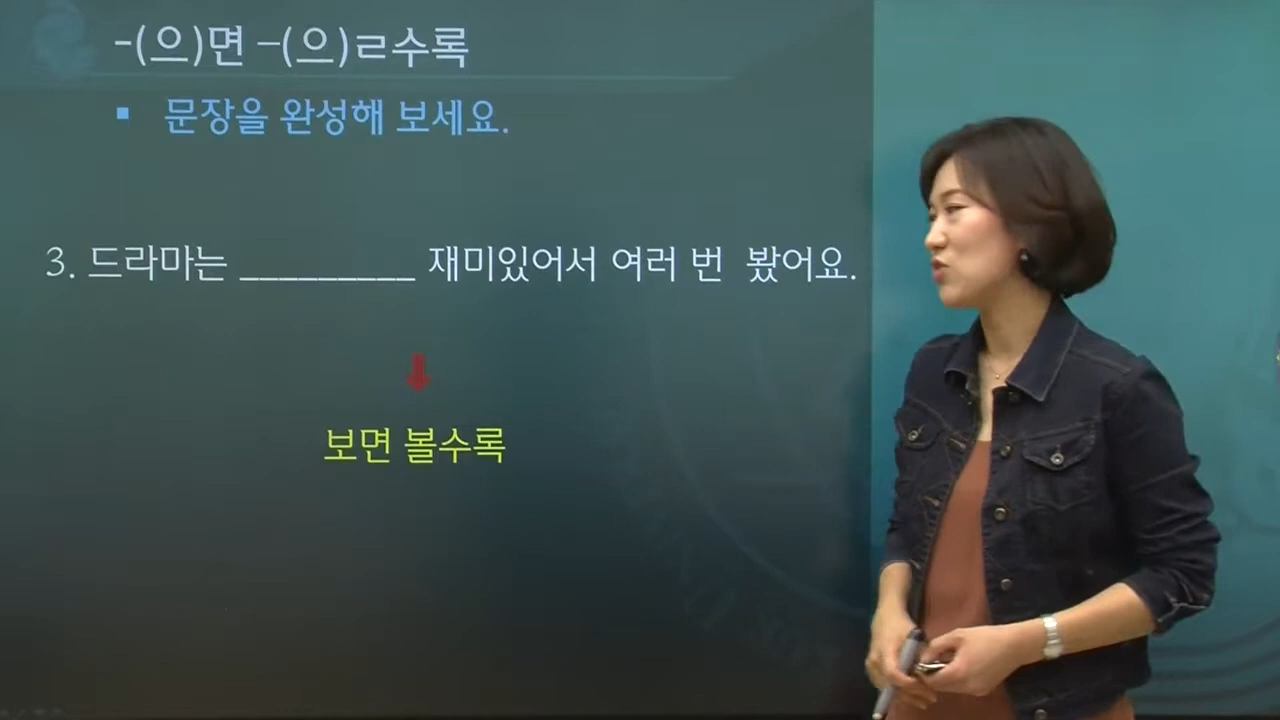 -(으)면 -(으)ㄹ수록
▪ 문장을 완성해 보세요.
3. 드라마는 _________ 재미있어서 여러 번 봤어요.
보면 볼수록